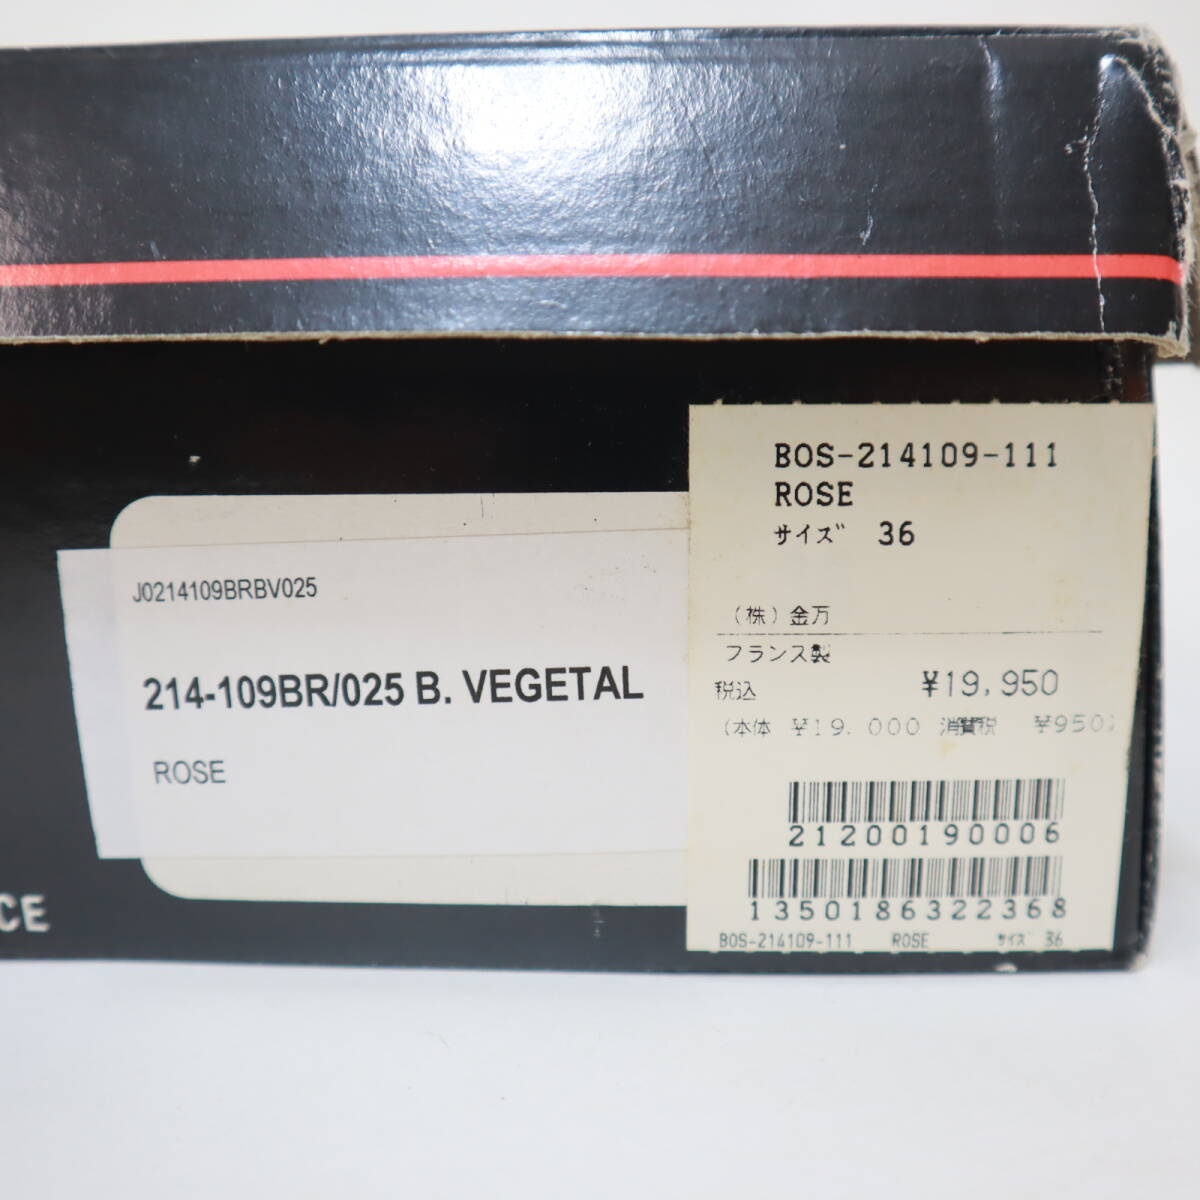 J0214109BRBV025
214-109BR/025 B. VEGETAL
ROSE
CE
BOS-214109-111
ROSE
サイズ 36
(株)金万
フランス製
税込 ¥19,950
(本体 ¥19,000 消費税 ¥950)
21200190006
1350186322368
BOS-214109-111 ROSE サイズ 36